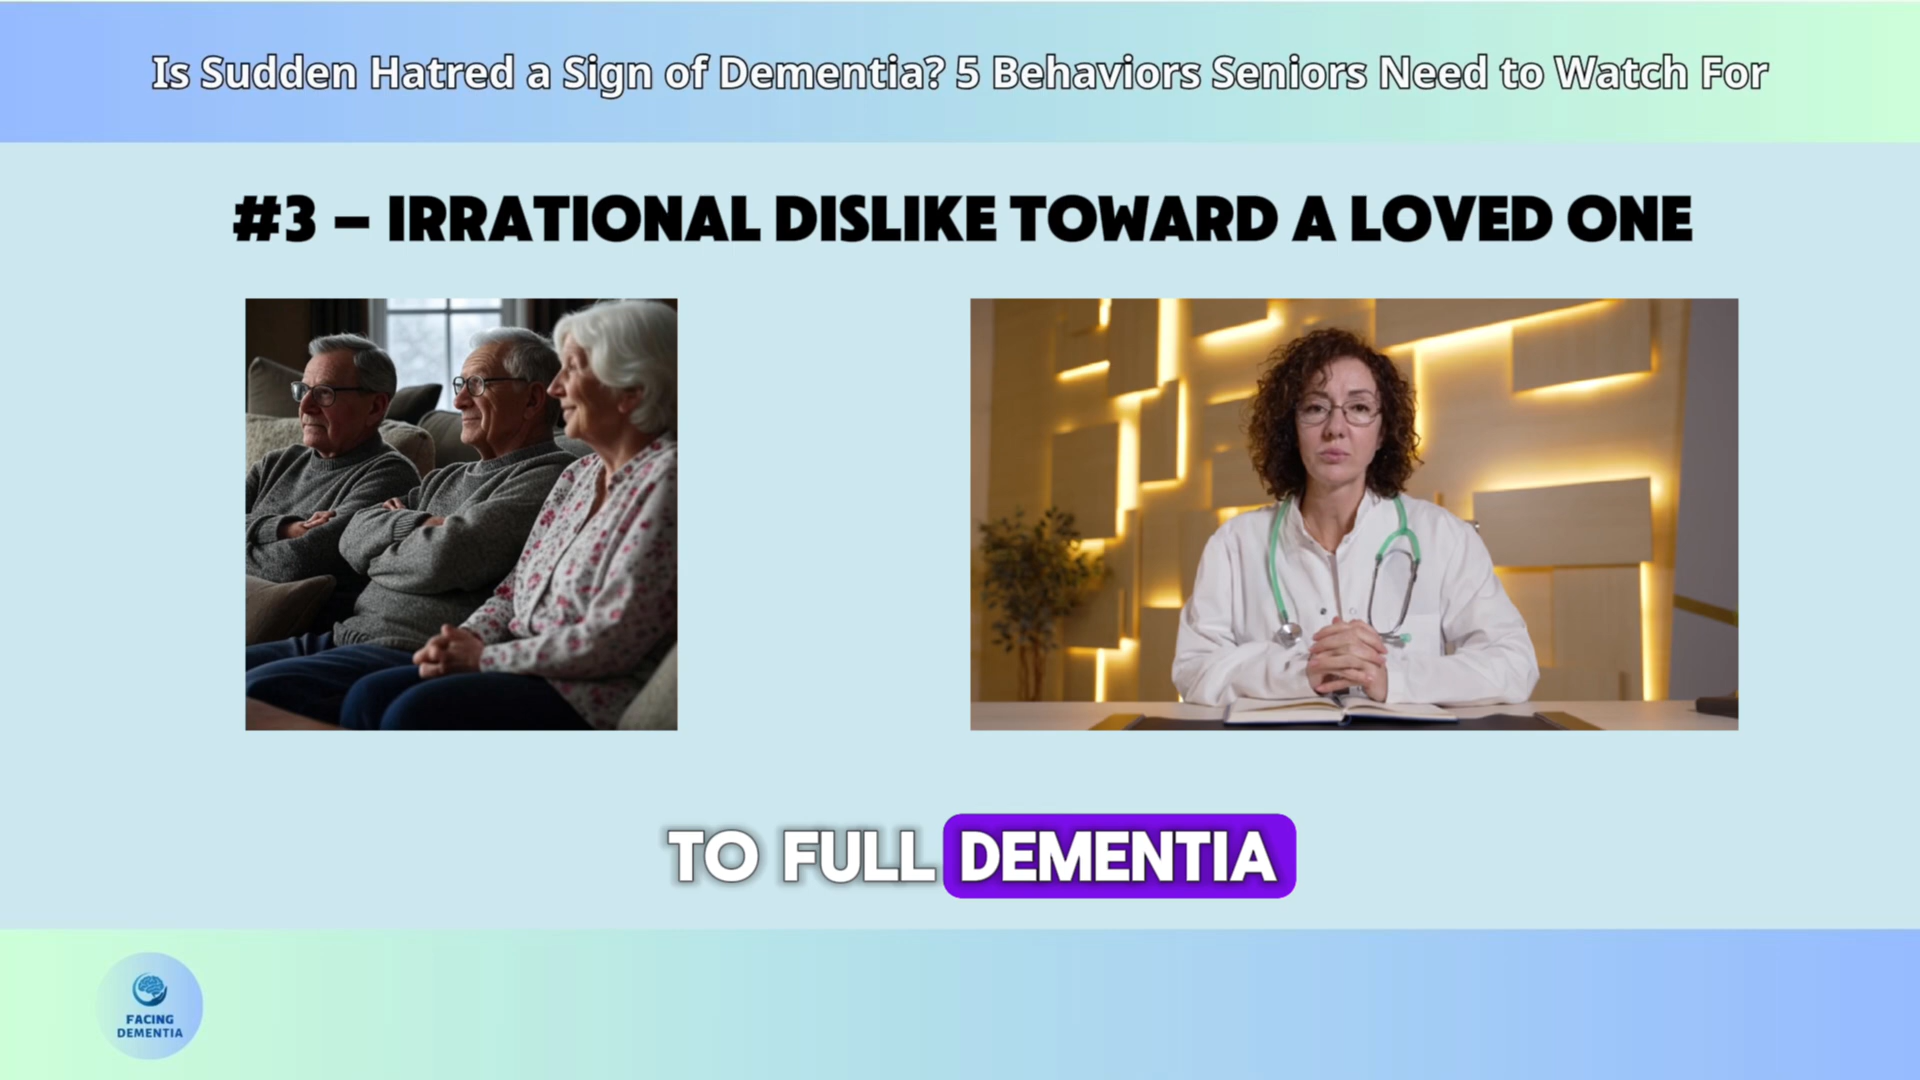 Is Sudden Hatred a Sign of Dementia? 5 Behaviors Seniors Need to Watch For
#3 – IRRATIONAL DISLIKE TOWARD A LOVED ONE
TO FULL DEMENTIA
FACING
DEMENTIA